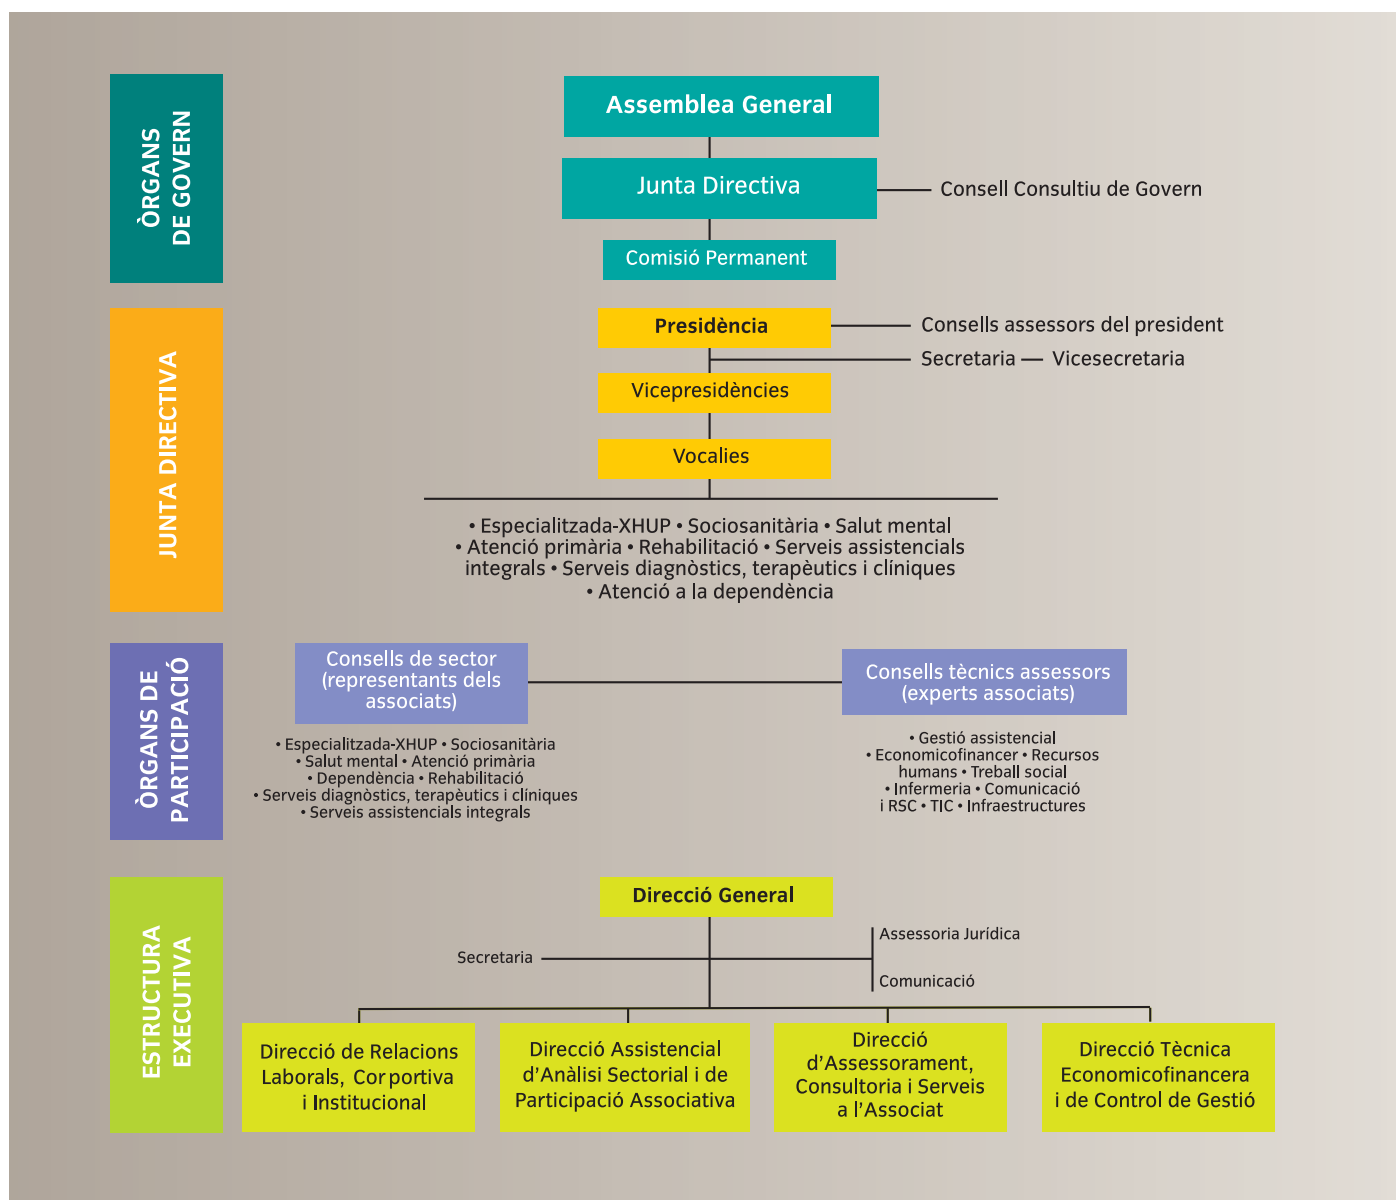 ÒRGANS
DE GOVERN
Assemblea General
Junta Directiva
Consell Consultiu de Govern
Comisió Permanent
JUNTA DIRECTIVA
Presidència
Consells assessors del president
Secretaria — Vicesecretaria
Vicepresidències
Vocalies
• Especialitzada-XHUP • Sociosanitària • Salut mental
• Atenció primària • Rehabilitació • Serveis assistencials
integrals • Serveis diagnòstics, terapèutics i clíniques
• Atenció a la dependència
ÒRGANS DE
PARTICIPACIÓ
Consells de sector
(representants dels
associats)
• Especialitzada-XHUP • Sociosanitària
• Salut mental • Atenció primària
• Dependència • Rehabilitació
• Serveis diagnòstics, terapèutics i clíniques
• Serveis assistencials integrals
Consells tècnics assessors
(experts associats)
• Gestió assistencial
• Economicofinancer • Recursos
humans • Treball social
• Infermeria • Comunicació
i RSC • TIC • Infraestructures
ESTRUCTURA
EXECUTIVA
Direcció General
Secretaria
Assessoria Jurídica
Comunicació
Direcció de Relacions
Laborals, Corportiva
i Institucional
Direcció Assistencial
d'Anàlisi Sectorial i de
Participació Associativa
Direcció
d'Assessorament,
Consultoria i Serveis
a l'Associat
Direcció Tècnica
Economicofinancera
i de Control de Gestió